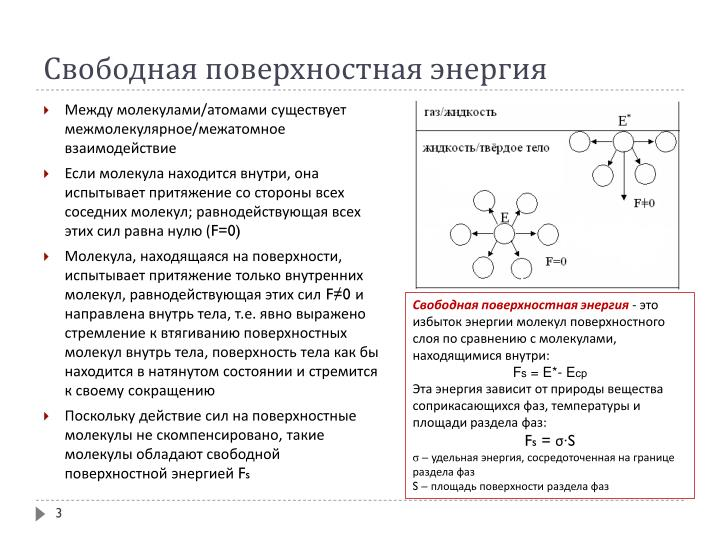 Свободная поверхностная энергия
Между молекулами/атомами существует
межмолекулярное/межатомное
взаимодействие
Если молекула находится внутри, она
испытывает притяжение со стороны всех
соседних молекул; равнодействующая всех
этих сил равна нулю (F=0)
Молекула, находящаяся на поверхности,
испытывает притяжение только внутренних
молекул, равнодействующая этих сил F≠0 и
направлена внутрь тела, т.е. явно выражено
стремление к втягиванию поверхностных
молекул внутрь тела, поверхность тела как бы
находится в натянутом состоянии и стремится
к своему сокращению
Поскольку действие сил на поверхностные
молекулы не скомпенсировано, такие
молекулы обладают свободной
поверхностной энергией Fs
газ/жидкость
E*
жидкость/твёрдое тело
F≠0
E
F=0
Свободная поверхностная энергия - это
избыток энергии молекул поверхностного
слоя по сравнению с молекулами,
находящимися внутри:
Fs = E*- Eср
Эта энергия зависит от природы вещества
соприкасающихся фаз, температуры и
площади раздела фаз:
Fs = σ·S
σ – удельная энергия, сосредоточенная на границе
раздела фаз
S – площадь поверхности раздела фаз
3